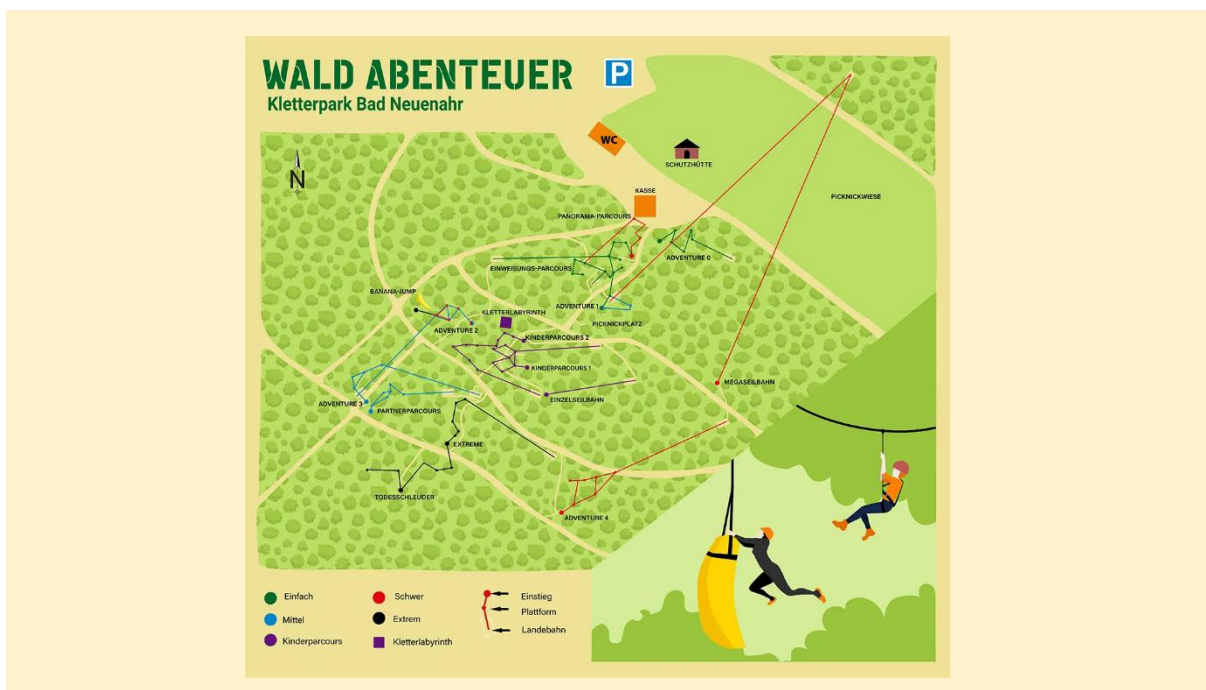 WALD ABENTEUER
Kletterpark Bad Neuenahr
P
WC
SCHUTZHÜTTE
N
KASSE
PICKNICKWIESE
PANORAMA-PARCOURS
ADVENTURE 0
EINWEISUNGS-PARCOURS
BANANA-JUMP
ADVENTURE 1
KLETTERLABYRINTH
PICKNICKPLATZ
ADVENTURE 2
KINDERPARCOURS 2
KINDERPARCOURS 1
MEGASEILBAHN
EINZELSEILBAHN
ADVENTURE 3
PARTNERPARCOURS
EXTREME
TODESSCHLEUDER
ADVENTURE 4
Einfach
Mittel
Kinderparcours
Schwer
Extrem
Kletterlabyrinth
Einstieg
Plattform
Landebahn